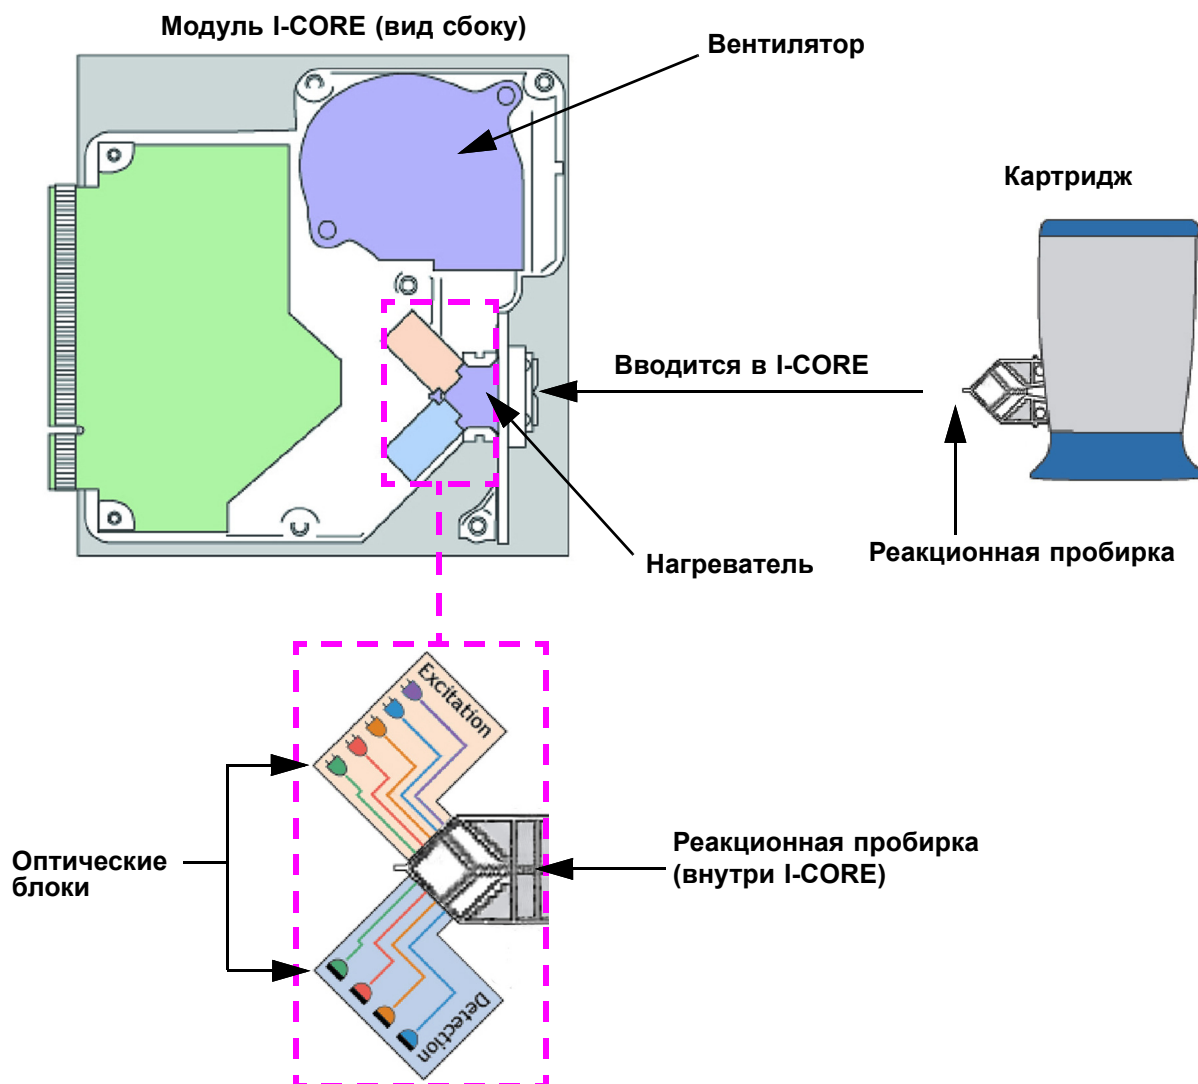 Модуль I-CORE (вид сбоку)
Вентилятор
Картридж
Вводится в I-CORE
Реакционная пробирка
Нагреватель
Excitation
Оптические
блоки
Реакционная пробирка
(внутри I-CORE)
Detection